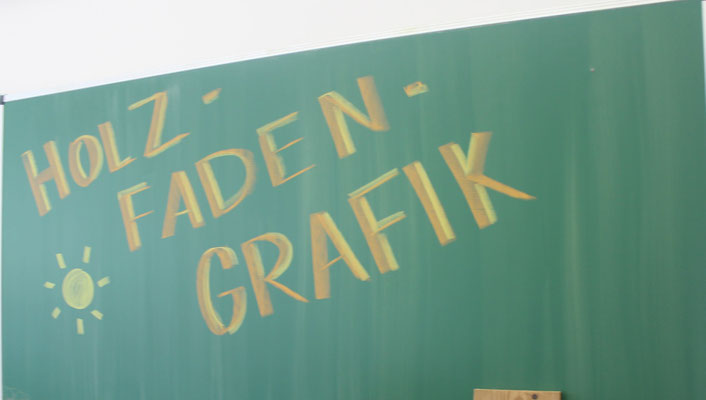 HOLZ-
FADEN-
GRAFIK